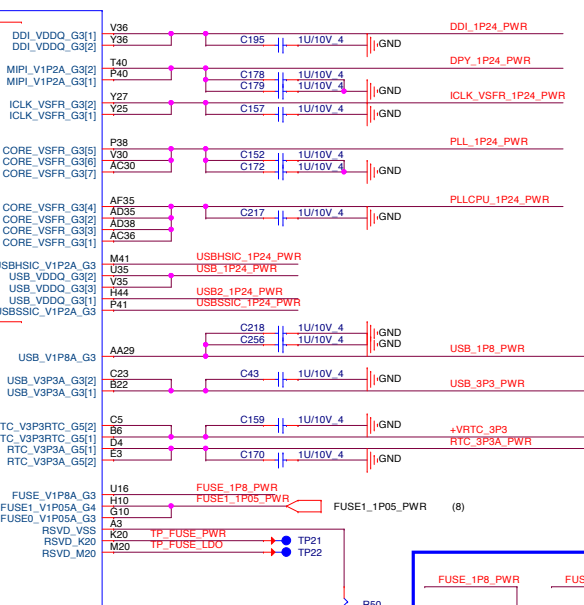 V36 DDI_1P24_PWR
DDI_VDDQ_G3[1] Y36 C195 1U/10V_4 GND
DDI_VDDQ_G3[2]
T40 DPY_1P24_PWR
MIPI_V1P2A_G3[2] P40 C178 1U/10V_4
MIPI_V1P2A_G3[1] C179 1U/10V_4 GND
Y27 ICLK_VSFR_1P24_PWR
ICLK_VSFR_G3[2] Y25 C157 1U/10V_4 GND
ICLK_VSFR_G3[1]
P38 PLL_1P24_PWR
CORE_VSFR_G3[5] V30 C152 1U/10V_4
CORE_VSFR_G3[6] AC30 C172 1U/10V_4 GND
CORE_VSFR_G3[7]
AF35 PLLCPU_1P24_PWR
CORE_VSFR_G3[4] AD35 C217 1U/10V_4 GND
CORE_VSFR_G3[2] AD38
CORE_VSFR_G3[3] AC36
CORE_VSFR_G3[1]
M41 USBHSIC_1P24_PWR
USBHSIC_V1P2A_G3 U35 USB_1P24_PWR
USB_VDDQ_G3[2] V35
USB_VDDQ_G3[3] H44 USB2_1P24_PWR
USB_VDDQ_G3[1] P41 USBSSIC_1P24_PWR
USBSSIC_V1P2A_G3
C218 1U/10V_4 GND
C256 1U/10V_4 GND
USB_V1P8A_G3 AA29 USB_1P8_PWR
C23 C43 1U/10V_4 GND
USB_V3P3A_G3[2] B22 USB_3P3_PWR
USB_V3P3A_G3[1]
C5 C159 1U/10V_4 GND
TC_V3P3RTC_G5[2] B6 +VRTC_3P3
TC_V3P3RTC_G5[1] D4 RTC_3P3A_PWR
RTC_V3P3A_G5[1] E3 C170 1U/10V_4 GND
RTC_V3P3A_G5[2]
U16 FUSE_1P8_PWR
FUSE_V1P8A_G3 H10 FUSE1_1P05_PWR
FUSE1_V1P05A_G4 G10 FUSE1_1P05_PWR (8)
FUSE0_V1P05A_G3 A3
RSVD_VSS K20 TP_FUSE_PWR TP21
RSVD_K20 M20 TP_FUSE_LDO TP22
RSVD_M20
FUSE_1P8_PWR FUS
R50